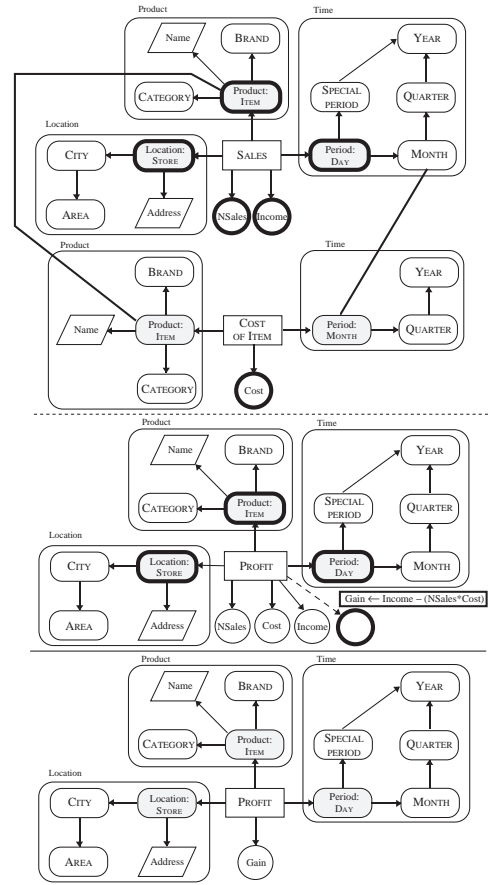 Product
Time
Name
BRAND
YEAR
CATEGORY
Product:
ITEM
SPECIAL
PERIOD
QUARTER
Location
CITY
Location:
STORE
SALES
Period:
DAY
MONTH
AREA
Address
NSales
Income
Product
Time
BRAND
YEAR
Name
Product:
ITEM
COST
OF ITEM
Period:
MONTH
QUARTER
CATEGORY
Cost
Product
Time
Name
BRAND
YEAR
CATEGORY
Product:
ITEM
SPECIAL
PERIOD
QUARTER
Location
CITY
Location:
STORE
PROFIT
Period:
DAY
MONTH
Gain ← Income – (NSales*Cost)
AREA
Address
NSales
Cost
Income
Product
Time
Name
BRAND
YEAR
CATEGORY
Product:
ITEM
SPECIAL
PERIOD
QUARTER
Location
CITY
Location:
STORE
PROFIT
Period:
DAY
MONTH
AREA
Address
Gain